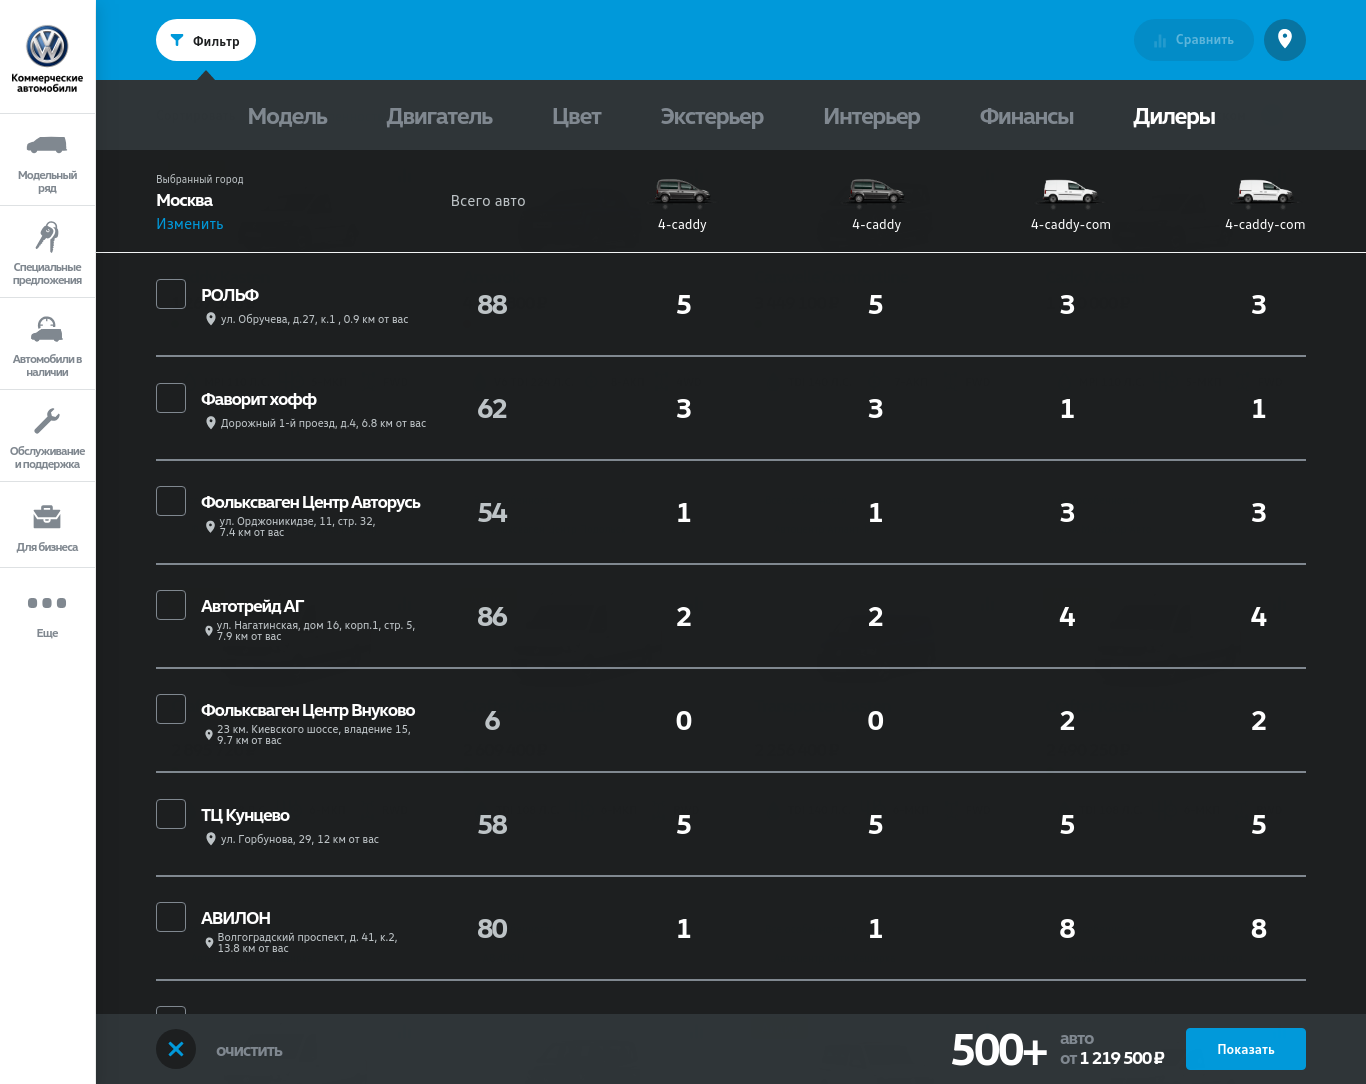 Коммерческие
автомобили
Модельный
ряд
Специальные
предложения
Автомобили в
наличии
Обслуживание
и поддержка
Для бизнеса
Еще
Фильтр
Сравнить
Модель Двигатель Цвет Экстерьер Интерьер Финансы Дилеры
Выбранный город
Москва
Изменить
Всего авто
4-caddy 4-caddy 4-caddy-com 4-caddy-com
РОЛЬФ
ул. Обручева, д.27, к.1 , 0.9 км от вас
88 5 5 3 3
Фаворит хофф
Дорожный 1-й проезд, д.4, 6.8 км от вас
62 3 3 1 1
Фольксваген Центр Авторусь
ул. Орджоникидзе, 11, стр. 32,
7.4 км от вас
54 1 1 3 3
Автотрейд АГ
ул. Нагатинская, дом 16, корп.1, стр. 5,
7.9 км от вас
86 2 2 4 4
Фольксваген Центр Внуково
23 км. Киевского шоссе, владение 15,
9.7 км от вас
6 0 0 2 2
ТЦ Кунцево
ул. Горбунова, 29, 12 км от вас
58 5 5 5 5
АВИЛОН
Волгоградский проспект, д. 41, к.2,
13.8 км от вас
80 1 1 8 8
очистить
500+
авто
от 1 219 500 ₽
Показать